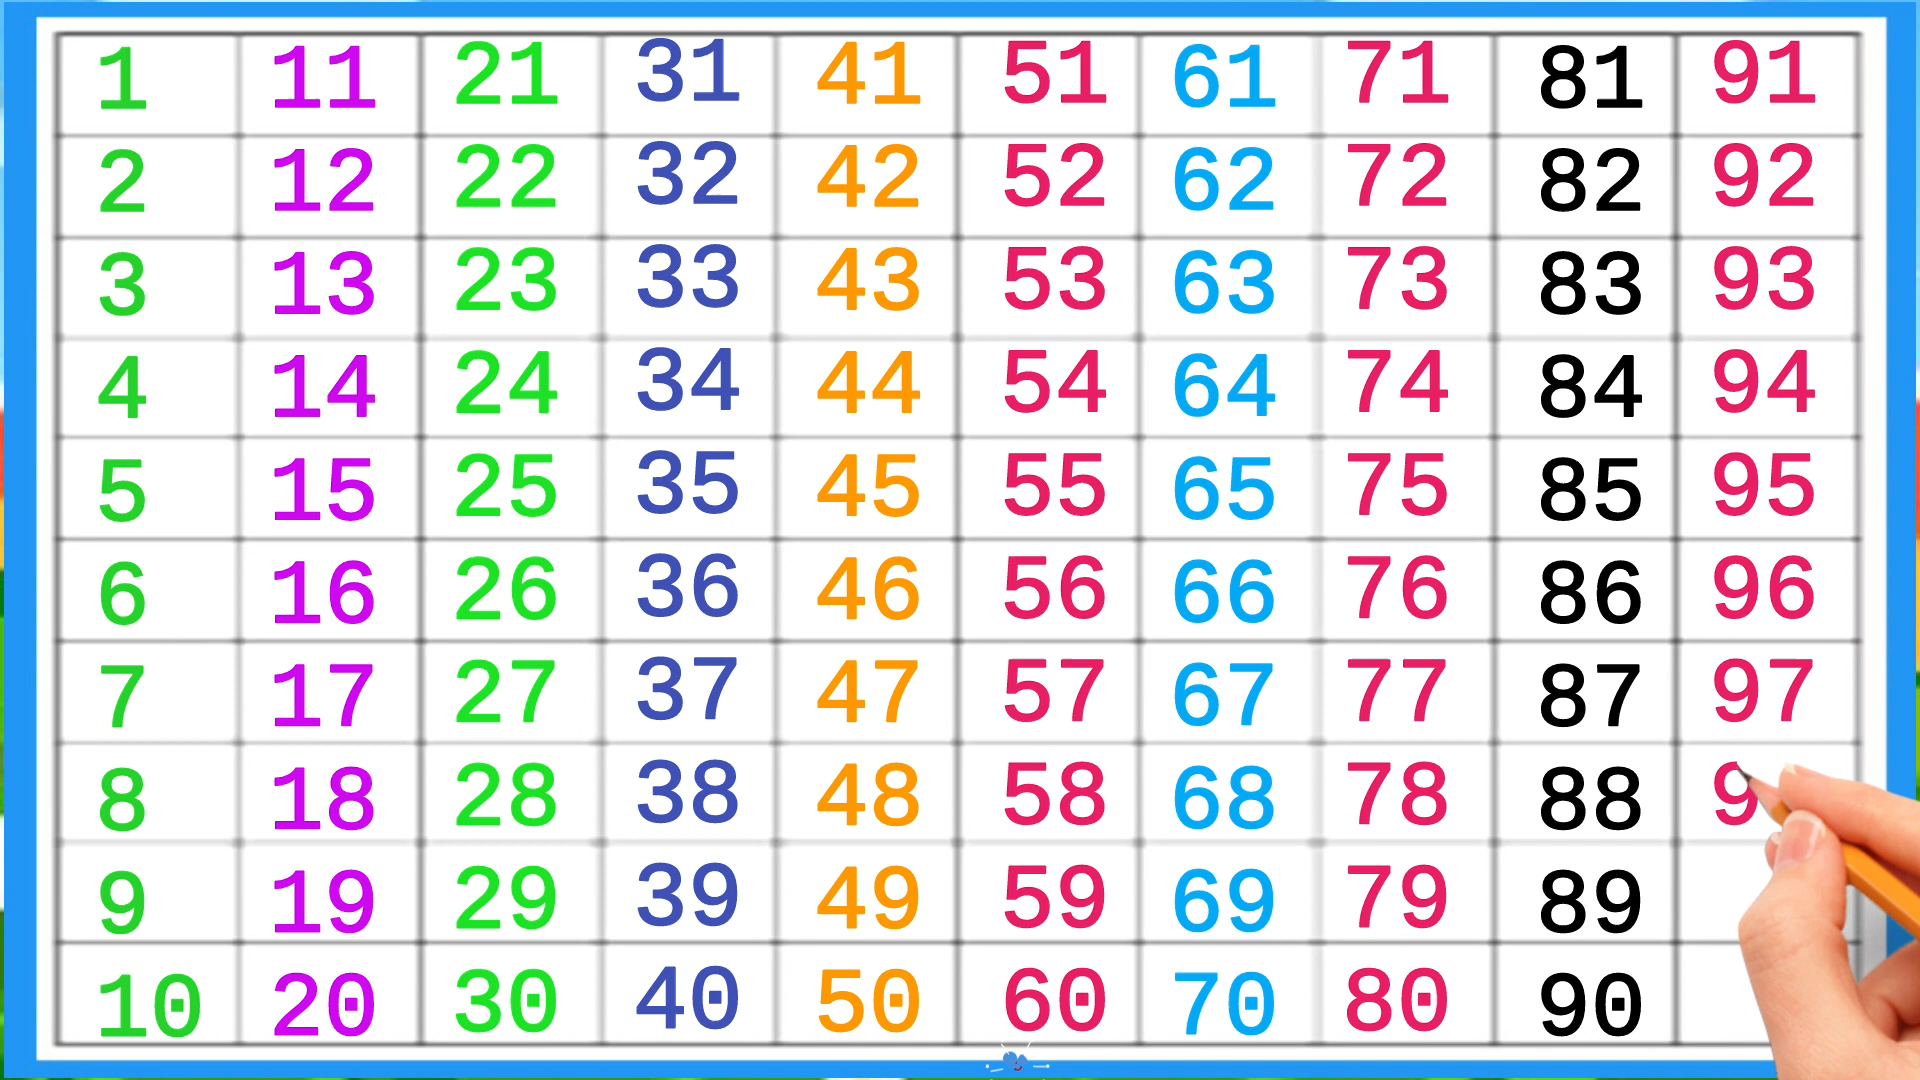 1 11 21 31 41 51 61 71 81 91
2 12 22 32 42 52 62 72 82 92
3 13 23 33 43 53 63 73 83 93
4 14 24 34 44 54 64 74 84 94
5 15 25 35 45 55 65 75 85 95
6 16 26 36 46 56 66 76 86 96
7 17 27 37 47 57 67 77 87 97
8 18 28 38 48 58 68 78 88 9
9 19 29 39 49 59 69 79 89
10 20 30 40 50 60 70 80 90